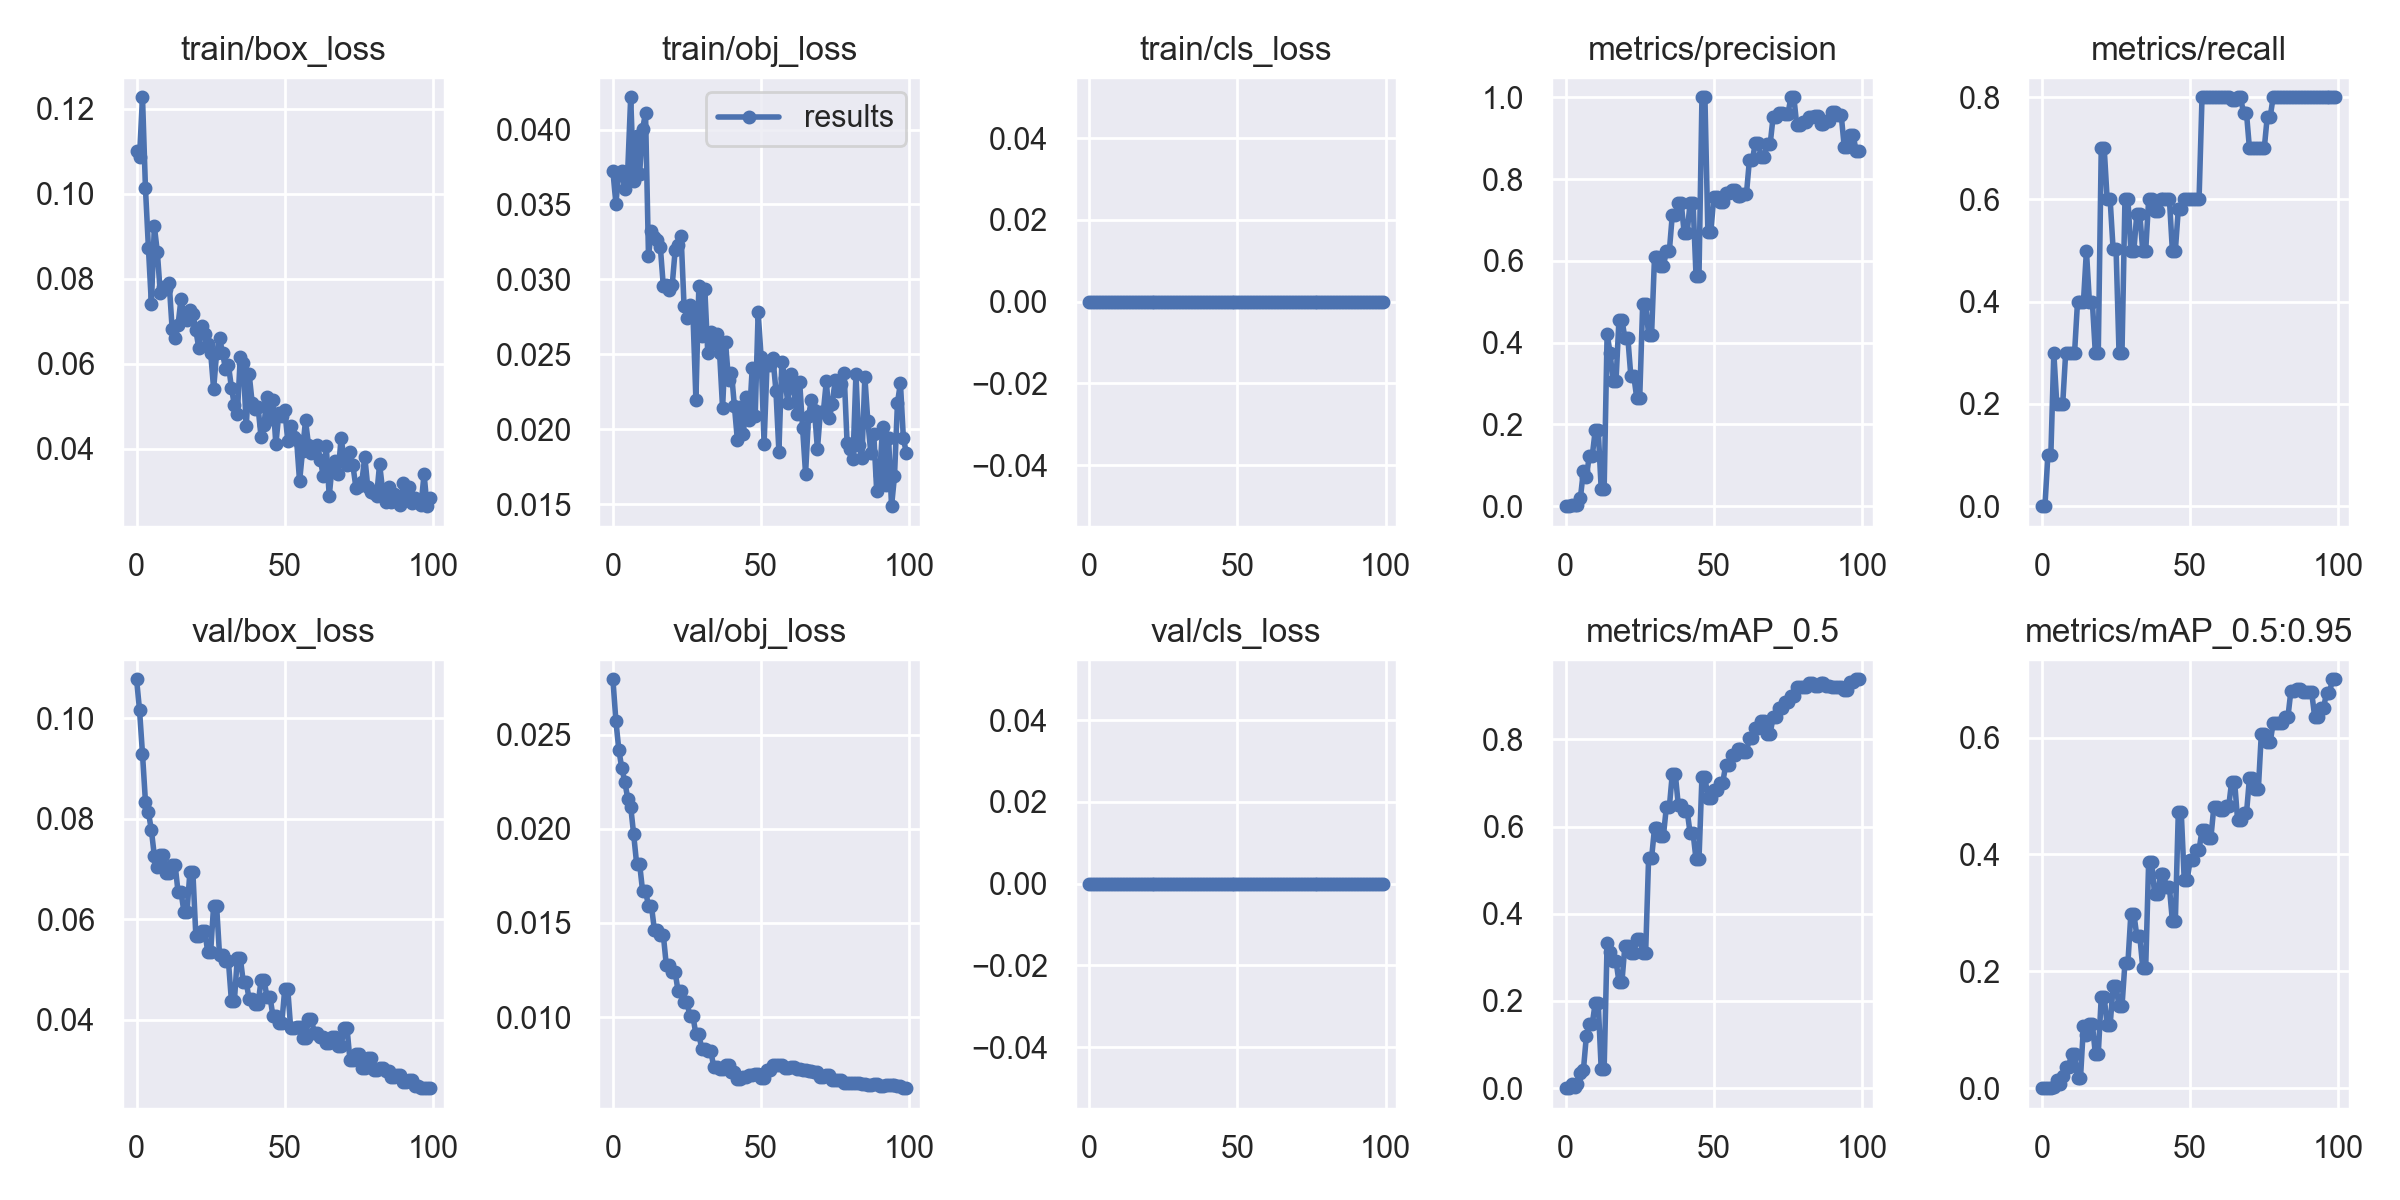 train/box_loss
train/obj_loss
train/cls_loss
metrics/precision
metrics/recall
0.12
0.10
0.08
0.06
0.04
0 50 100
results
0.040
0.035
0.030
0.025
0.020
0.015
0 50 100
0.04
0.02
0.00
−0.02
−0.04
0 50 100
1.0
0.8
0.6
0.4
0.2
0.0
0 50 100
0.8
0.6
0.4
0.2
0.0
0 50 100
val/box_loss
val/obj_loss
val/cls_loss
metrics/mAP_0.5
metrics/mAP_0.5:0.95
0.10
0.08
0.06
0.04
0 50 100
0.025
0.020
0.015
0.010
0 50 100
0.04
0.02
0.00
−0.02
−0.04
0 50 100
0.8
0.6
0.4
0.2
0.0
0 50 100
0.6
0.4
0.2
0.0
0 50 100